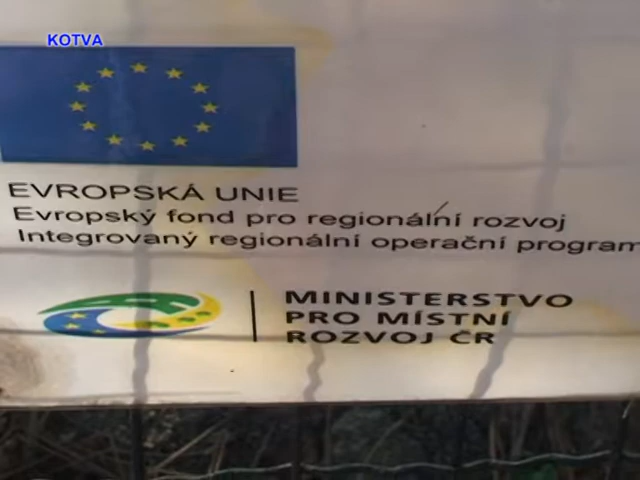 KOTVA
EVROPSKÁ UNIE
Evropský fond pro regionální rozvoj
Integrovaný regionální operační program
MINISTERSTVO
PRO MÍSTNÍ
ROZVOJ ČR